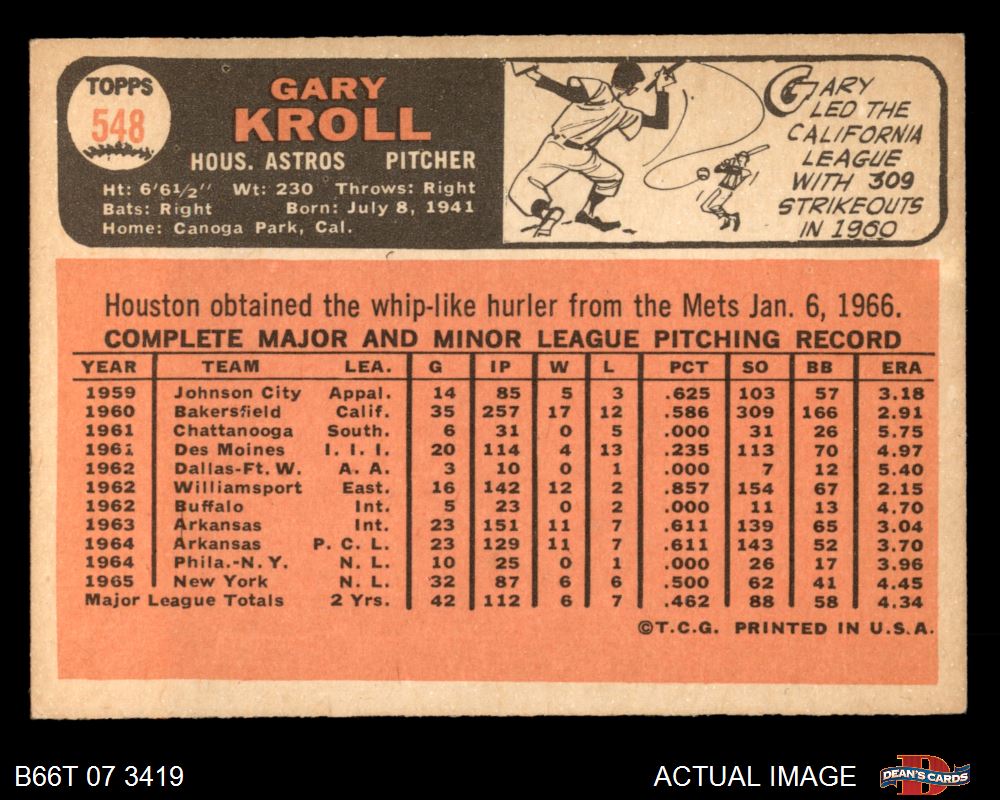 TOPPS
548
GARY
KROLL
HOUS. ASTROS PITCHER
Ht: 6'6½" Wt: 230 Throws: Right
Bats: Right Born: July 8, 1941
Home: Canoga Park, Cal.
GARY
LED THE
CALIFORNIA
LEAGUE
WITH 309
STRIKEOUTS
IN 1960
Houston obtained the whip-like hurler from the Mets Jan. 6, 1966.
COMPLETE MAJOR AND MINOR LEAGUE PITCHING RECORD
YEAR TEAM LEA. G IP W L PCT SO BB ERA
1959 Johnson City Appal. 14 85 5 3 .625 103 57 3.18
1960 Bakersfield Calif. 35 257 17 12 .586 309 166 2.91
1961 Chattanooga South. 6 31 0 5 .000 31 26 5.75
1961 Des Moines I. I. I. 20 114 4 13 .235 113 70 4.97
1962 Dallas-Ft. W. A. A. 3 10 0 1 .000 7 12 5.40
1962 Williamsport East. 16 142 12 2 .857 154 67 2.15
1962 Buffalo Int. 5 23 0 2 .000 11 13 4.70
1963 Arkansas Int. 23 151 11 7 .611 139 65 3.04
1964 Arkansas P. C. L. 23 129 11 7 .611 143 52 3.70
1964 Phila.-N. Y. N. L. 10 25 0 1 .000 26 17 3.96
1965 New York N. L. 32 87 6 6 .500 62 41 4.45
Major League Totals 2 Yrs. 42 112 6 7 .462 88 58 4.34
©T.C.G. PRINTED IN U.S.A.
B66T 07 3419 ACTUAL IMAGE DEAN'S CARDS